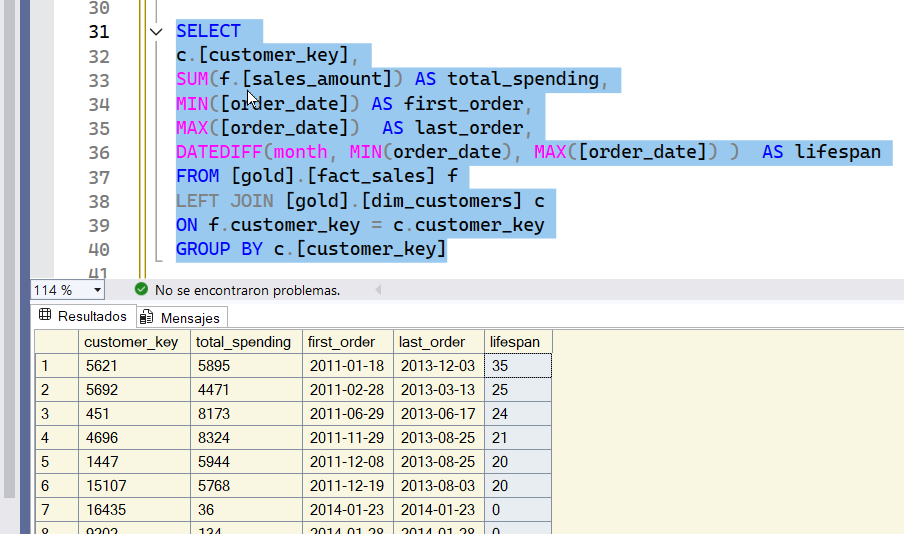 30
31 SELECT
32 c.[customer_key],
33 SUM(f.[sales_amount]) AS total_spending,
34 MIN([order_date]) AS first_order,
35 MAX([order_date])  AS last_order,
36 DATEDIFF(month, MIN(order_date), MAX([order_date]) )  AS lifespan
37 FROM [gold].[fact_sales] f
38 LEFT JOIN [gold].[dim_customers] c
39 ON f.customer_key = c.customer_key
40 GROUP BY c.[customer_key]
41
114 % No se encontraron problemas.
Resultados Mensajes
customer_key total_spending first_order last_order lifespan
1 5621 5895 2011-01-18 2013-12-03 35
2 5692 4471 2011-02-28 2013-03-13 25
3 451 8173 2011-06-29 2013-06-17 24
4 4696 8324 2011-11-29 2013-08-25 21
5 1447 5944 2011-12-08 2013-08-25 20
6 15107 5768 2011-12-19 2013-08-03 20
7 16435 36 2014-01-23 2014-01-23 0
8 9202 134 2014-01-28 2014-01-28 0